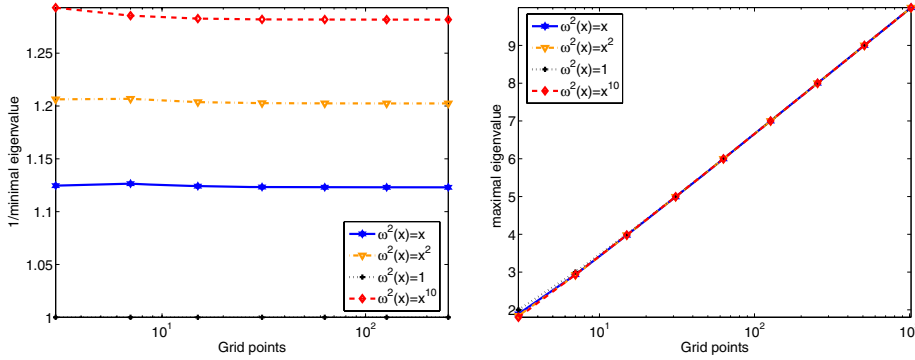 1.25
1.2
1.15
1.1
1.05
1
10¹
10²
1/minimal eigenvalue
Grid points
ω²(x)=x
ω²(x)=x²
ω²(x)=1
ω²(x)=x¹⁰
9
8
7
6
5
4
3
2
10¹
10²
10
maximal eigenvalue
Grid points
ω²(x)=x
ω²(x)=x²
ω²(x)=1
ω²(x)=x¹⁰